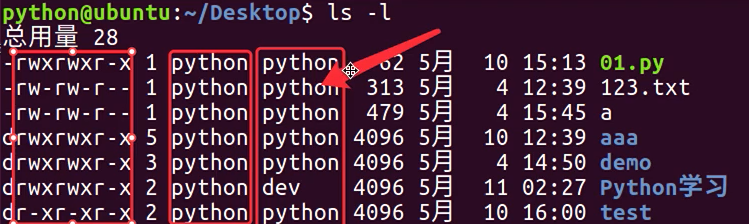 python@ubuntu:~/Desktop$ ls -l
总用量 28
-rwxrwxr-x 1 python python 62 5月 10 15:13 01.py
-rw-rw-r-- 1 python python 313 5月 4 12:39 123.txt
-rw-rw-r-- 1 python python 479 5月 4 15:45 a
drwxrwxr-x 5 python python 4096 5月 10 12:39 aaa
drwxrwxr-x 3 python python 4096 5月 4 14:50 demo
drwxrwxr-x 2 python dev 4096 5月 11 02:27 Python学习
dr-xr-xr-x 2 python python 4096 5月 10 16:00 test